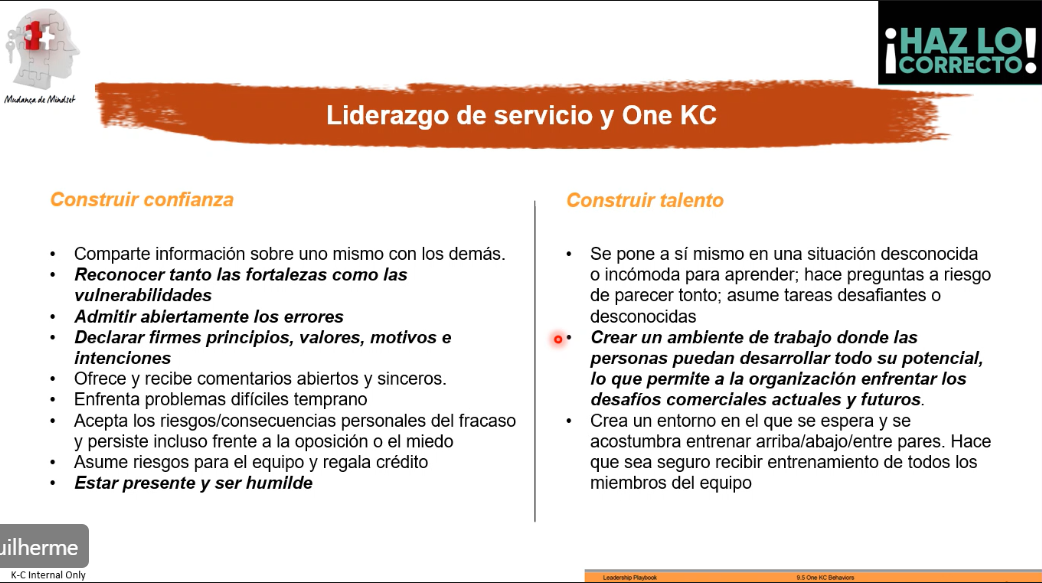 Mudança de Mindset
¡HAZ LO
CORRECTO!
Liderazgo de servicio y One KC
Construir confianza
• Comparte información sobre uno mismo con los demás.
• Reconocer tanto las fortalezas como las
vulnerabilidades
• Admitir abiertamente los errores
• Declarar firmes principios, valores, motivos e
intenciones
• Ofrece y recibe comentarios abiertos y sinceros.
• Enfrenta problemas difíciles temprano
• Acepta los riesgos/consecuencias personales del fracaso
y persiste incluso frente a la oposición o el miedo
• Asume riesgos para el equipo y regala crédito
• Estar presente y ser humilde
Construir talento
• Se pone a sí mismo en una situación desconocida
o incómoda para aprender; hace preguntas a riesgo
de parecer tonto; asume tareas desafiantes o
desconocidas
• Crear un ambiente de trabajo donde las
personas puedan desarrollar todo su potencial,
lo que permite a la organización enfrentar los
desafíos comerciales actuales y futuros.
• Crea un entorno en el que se espera y se
acostumbra entrenar arriba/abajo/entre pares. Hace
que sea seguro recibir entrenamiento de todos los
miembros del equipo
uilherme
K-C Internal Only
Leadership Playbook
9.5 One KC Behaviors